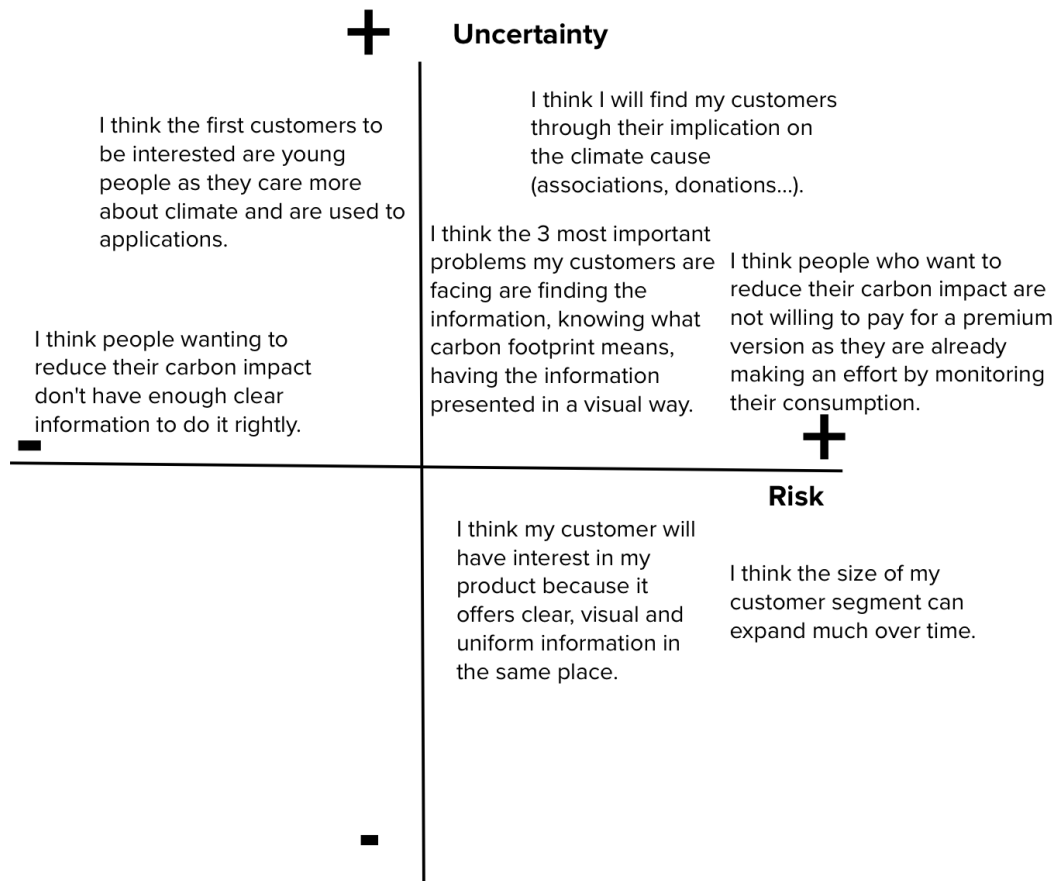 +
Uncertainty
I think the first customers to
be interested are young
people as they care more
about climate and are used to
applications.
I think I will find my customers
through their implication on
the climate cause
(associations, donations...).
I think the 3 most important
problems my customers are
facing are finding the
information, knowing what
carbon footprint means,
having the information
presented in a visual way.
I think people who want to
reduce their carbon impact are
not willing to pay for a premium
version as they are already
making an effort by monitoring
their consumption.
I think people wanting to
reduce their carbon impact
don't have enough clear
information to do it rightly.
-
+
Risk
I think my customer will
have interest in my
product because it
offers clear, visual and
uniform information in
the same place.
I think the size of my
customer segment can
expand much over time.
-